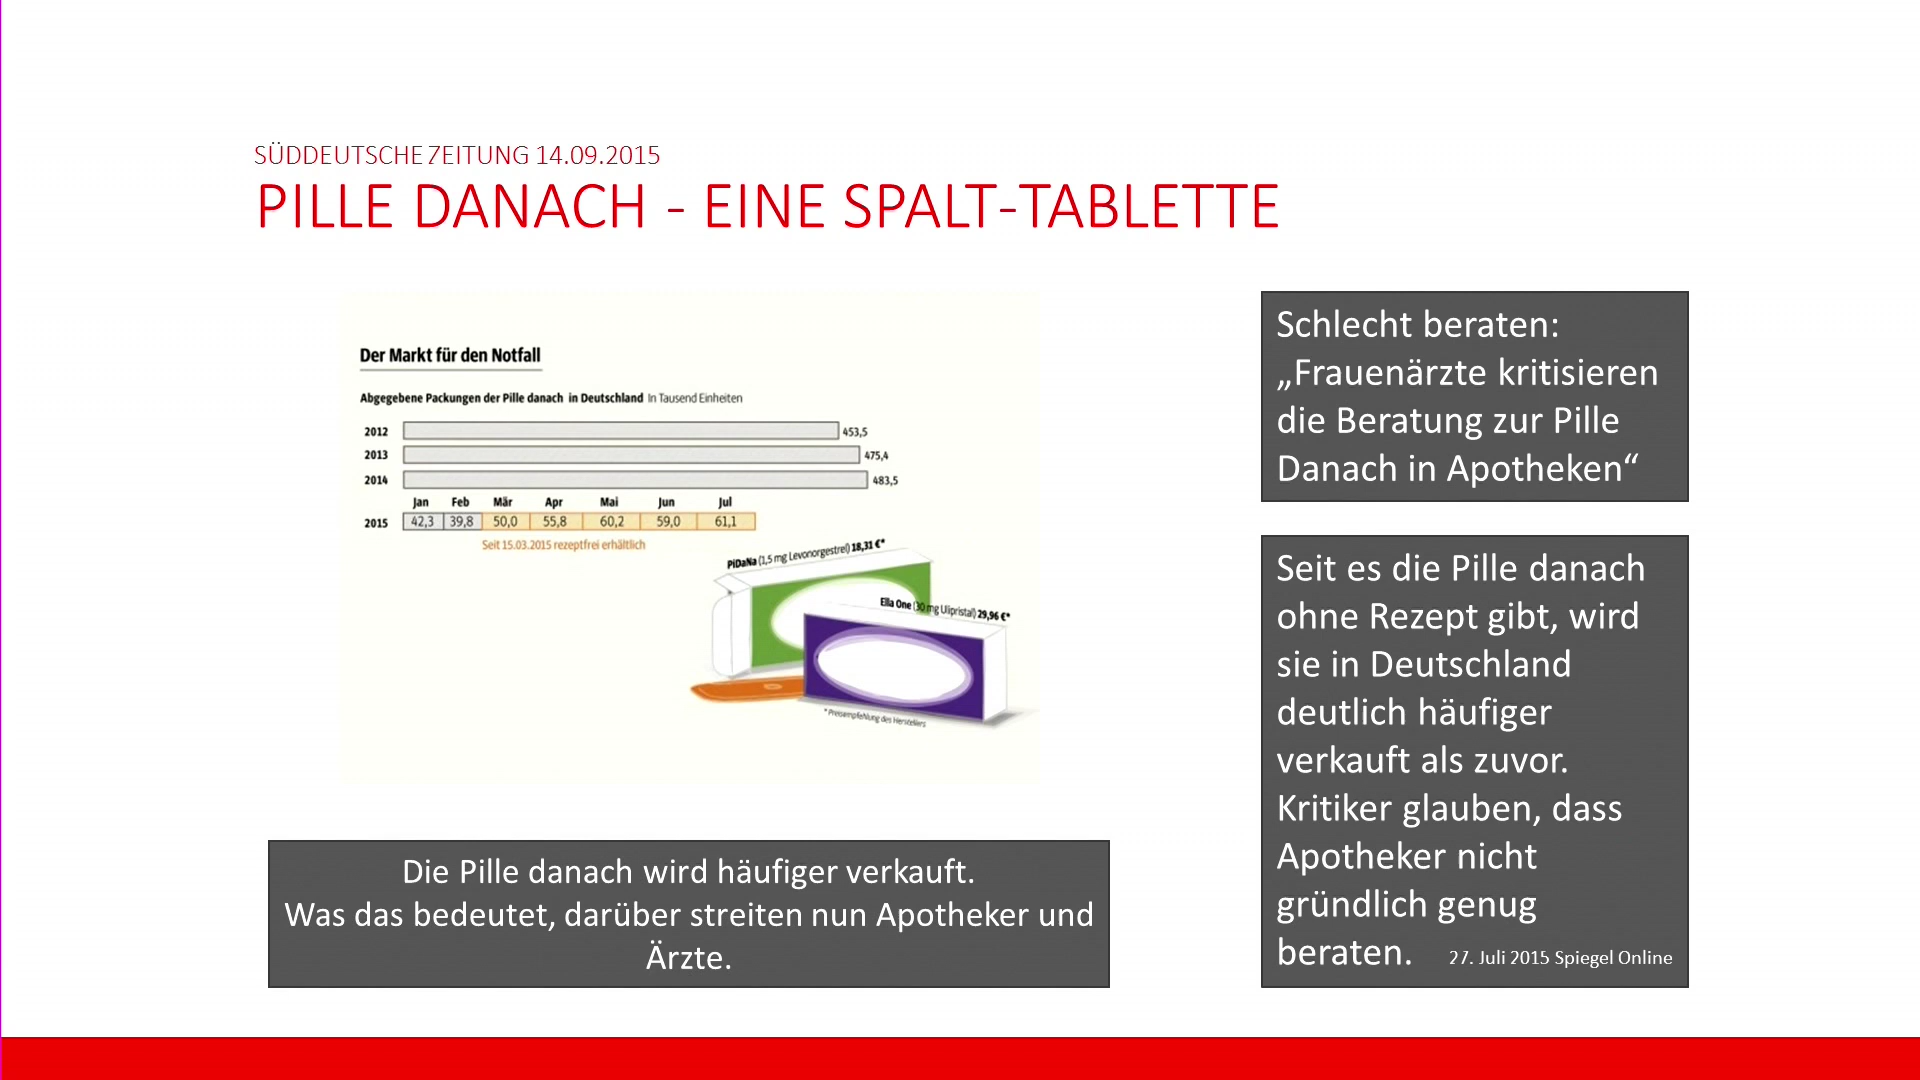 SÜDDEUTSCHE ZEITUNG 14.09.2015
PILLE DANACH - EINE SPALT-TABLETTE
Der Markt für den Notfall
Abgegebene Packungen der Pille danach in Deutschland In Tausend Einheiten
2012 453,5
2013 475,4
2014 483,5
Jan Feb Mär Apr Mai Jun Jul
2015 42,3 39,8 50,0 55,8 60,2 59,0 61,1
Seit 15.03.2015 rezeptfrei erhältlich
PiDaNa (1,5 mg Levonorgestrel) 18,31 €*
Ella One (30 mg Ulipristal) 29,96 €*
* Preisempfehlung des Herstellers
Die Pille danach wird häufiger verkauft.
Was das bedeutet, darüber streiten nun Apotheker und
Ärzte.
Schlecht beraten:
„Frauenärzte kritisieren
die Beratung zur Pille
Danach in Apotheken“
Seit es die Pille danach
ohne Rezept gibt, wird
sie in Deutschland
deutlich häufiger
verkauft als zuvor.
Kritiker glauben, dass
Apotheker nicht
gründlich genug
beraten. 27. Juli 2015 Spiegel Online